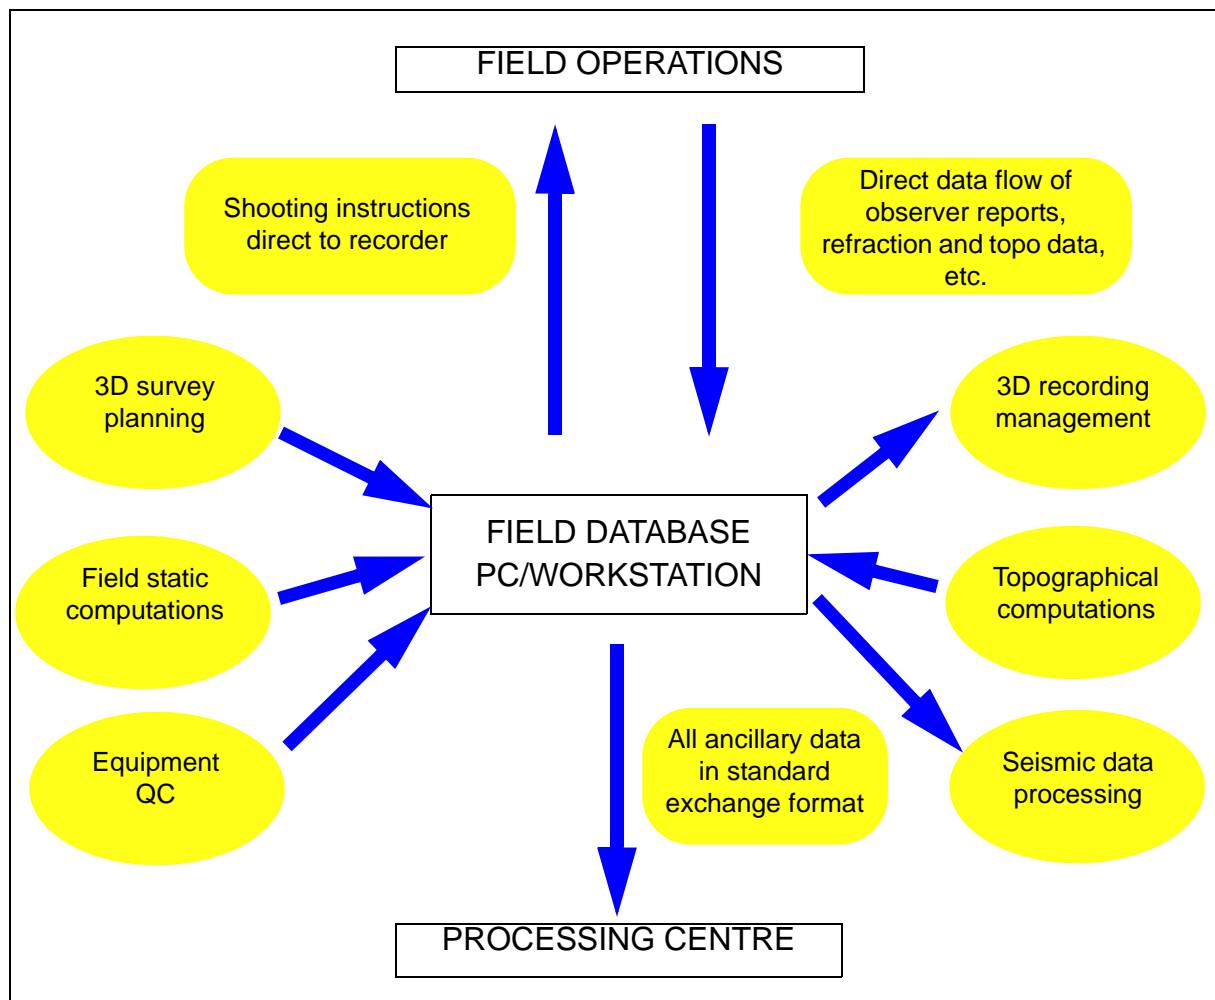 FIELD OPERATIONS
Shooting instructions
direct to recorder
Direct data flow of
observer reports,
refraction and topo data,
etc.
3D survey
planning
3D recording
management
FIELD DATABASE
PC/WORKSTATION
Field static
computations
Topographical
computations
Equipment
QC
All ancillary data
in standard
exchange format
Seismic data
processing
PROCESSING CENTRE